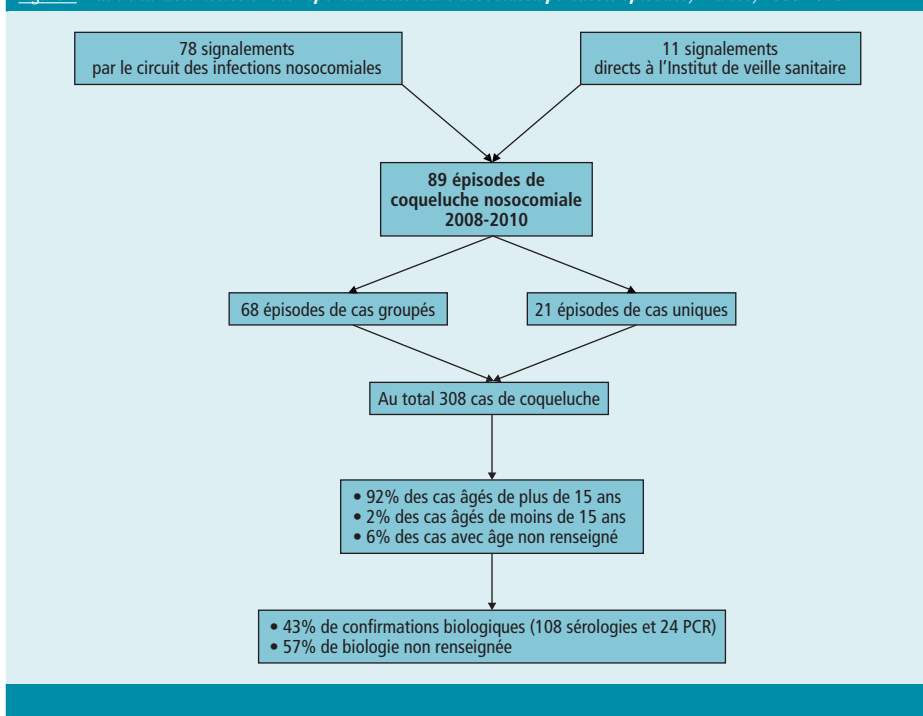 78 signalements
par le circuit des infections nosocomiales
11 signalements
directs à l'Institut de veille sanitaire
89 épisodes de
coqueluche nosocomiale
2008-2010
68 épisodes de cas groupés
21 épisodes de cas uniques
Au total 308 cas de coqueluche
• 92% des cas âgés de plus de 15 ans
• 2% des cas âgés de moins de 15 ans
• 6% des cas avec âge non renseigné
• 43% de confirmations biologiques (108 sérologies et 24 PCR)
• 57% de biologie non renseignée